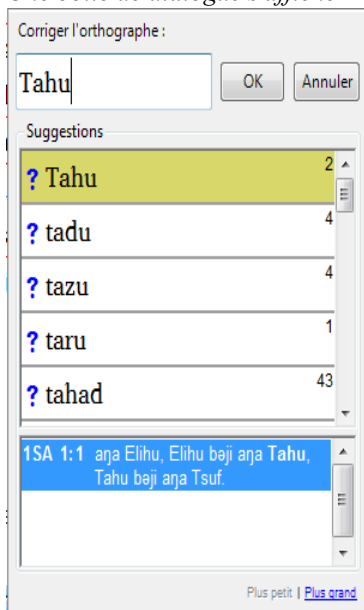 Corriger l'orthographe :
Tahu OK Annuler
Suggestions
? Tahu 2
? tadu 4
? tazu 4
? taru 1
? tahad 43
1SA 1:1 aŋa Elihu, Elihu bəji aŋa Tahu,
Tahu bəji aŋa Tsuf.
Plus petit | Plus grand